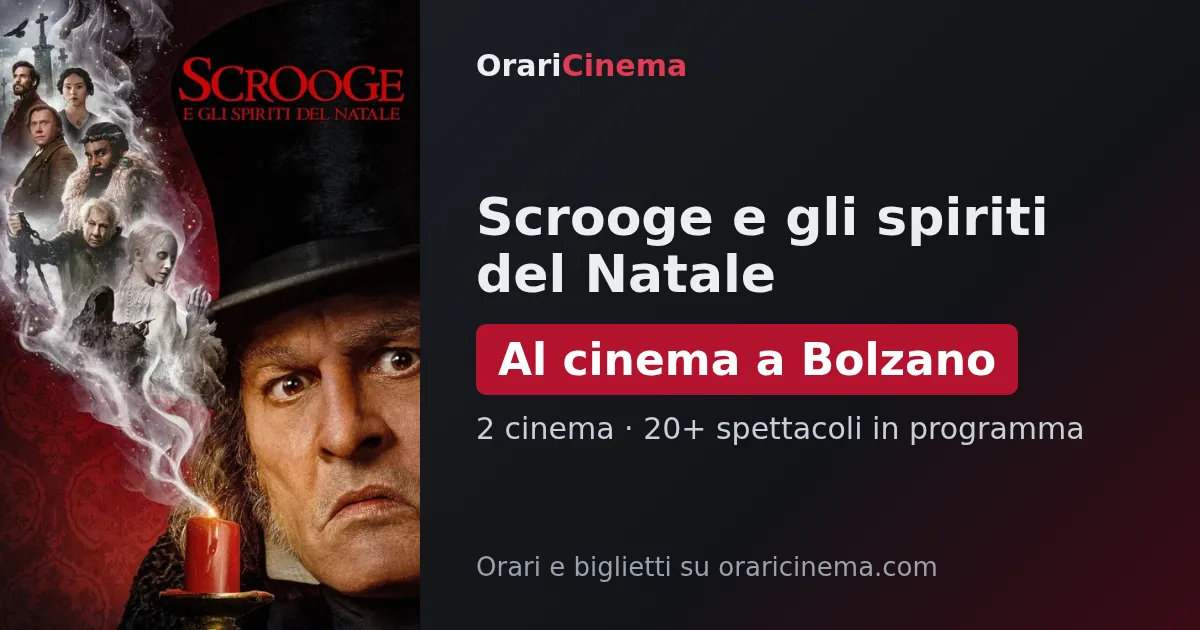 SCROOGE
E GLI SPIRITI DEL NATALE
OrariCinema
Scrooge e gli spiriti
del Natale
Al cinema a Bolzano
2 cinema · 20+ spettacoli in programma
Orari e biglietti su oraricinema.com